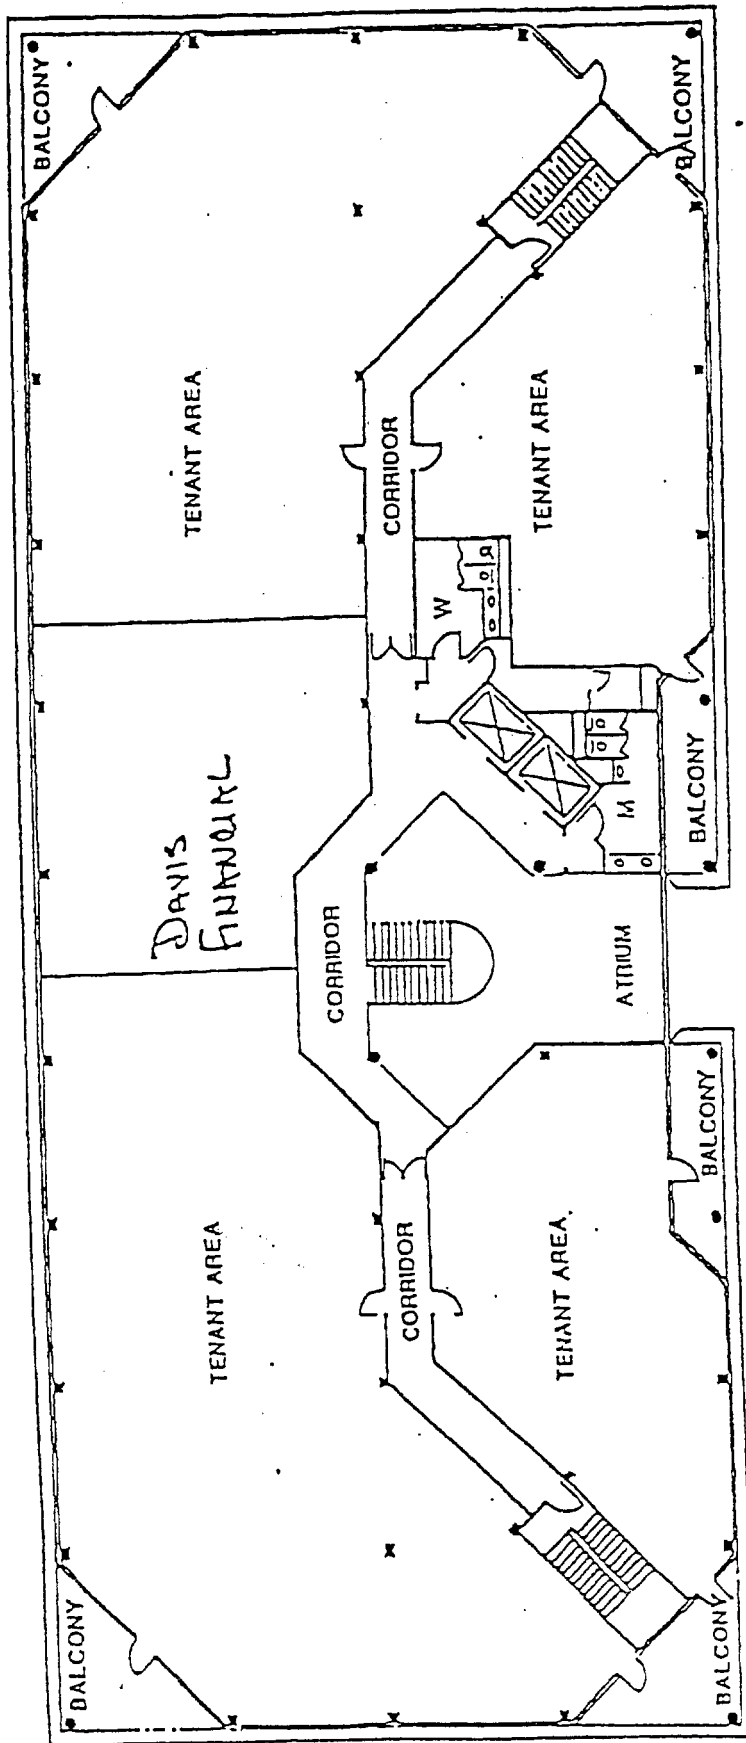 BALCONY
BALCONY
DAVIS
FINANCIAL
TENANT AREA
TENANT AREA
CORRIDOR
CORRIDOR
CORRIDOR
W
TENANT AREA
TENANT AREA
ATRIUM
M
BALCONY
BALCONY
BALCONY
BALCONY